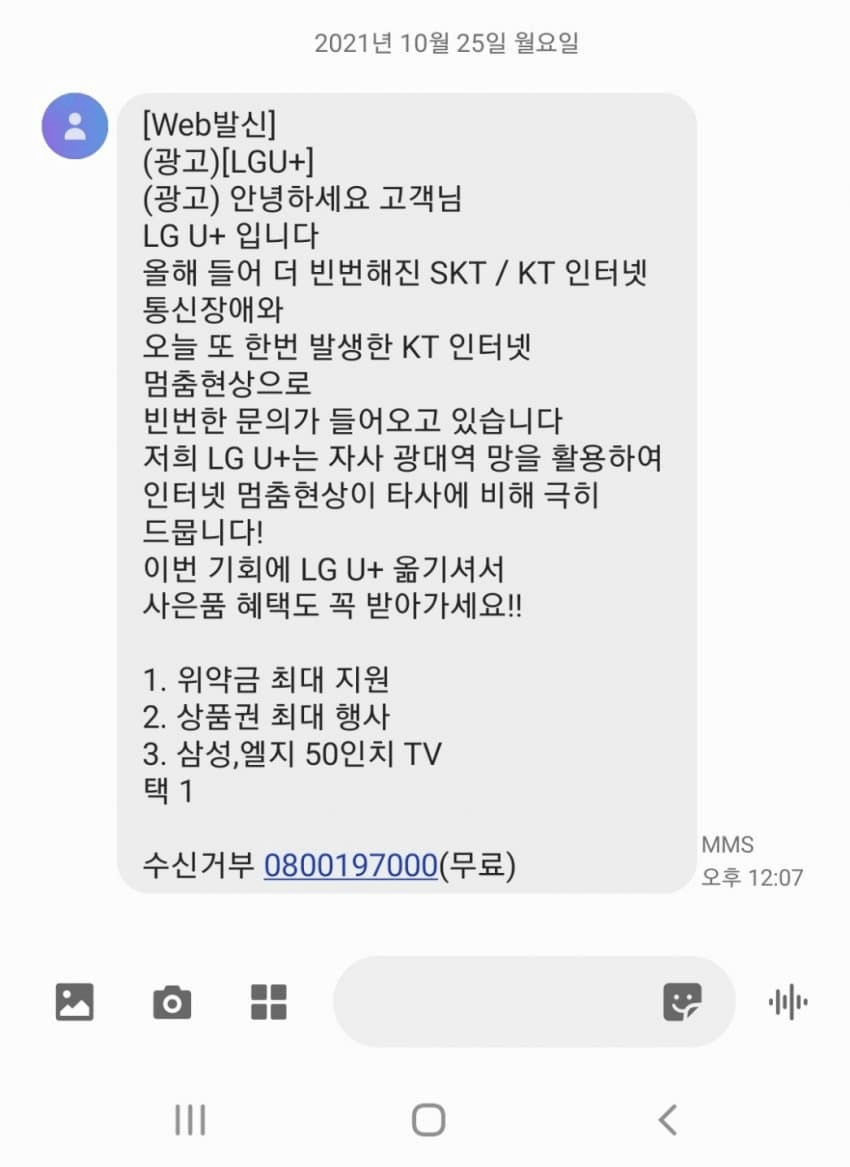 2021년 10월 25일 월요일
[Web발신]
(광고)[LGU+]
(광고) 안녕하세요 고객님
LG U+ 입니다
올해 들어 더 빈번해진 SKT / KT 인터넷
통신장애와
오늘 또 한번 발생한 KT 인터넷
멈춤현상으로
빈번한 문의가 들어오고 있습니다
저희 LG U+는 자사 광대역 망을 활용하여
인터넷 멈춤현상이 타사에 비해 극히
드뭅니다!
이번 기회에 LG U+ 옮기셔서
사은품 혜택도 꼭 받아가세요!!
1. 위약금 최대 지원
2. 상품권 최대 행사
3. 삼성,엘지 50인치 TV
택 1
수신거부 0800197000(무료)
MMS
오후 12:07